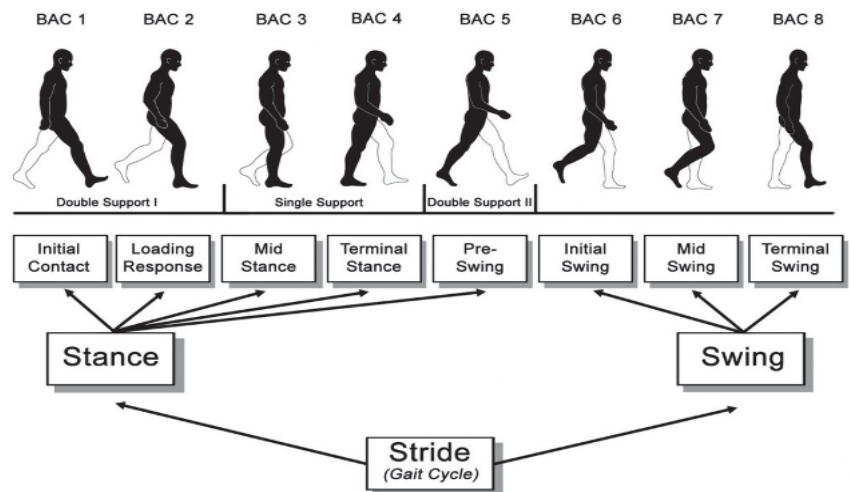 BAC 1 BAC 2 BAC 3 BAC 4 BAC 5 BAC 6 BAC 7 BAC 8
Double Support I Single Support Double Support II
Initial Contact
Loading Response
Mid Stance
Terminal Stance
Pre-Swing
Initial Swing
Mid Swing
Terminal Swing
Stance
Swing
Stride
(Gait Cycle)